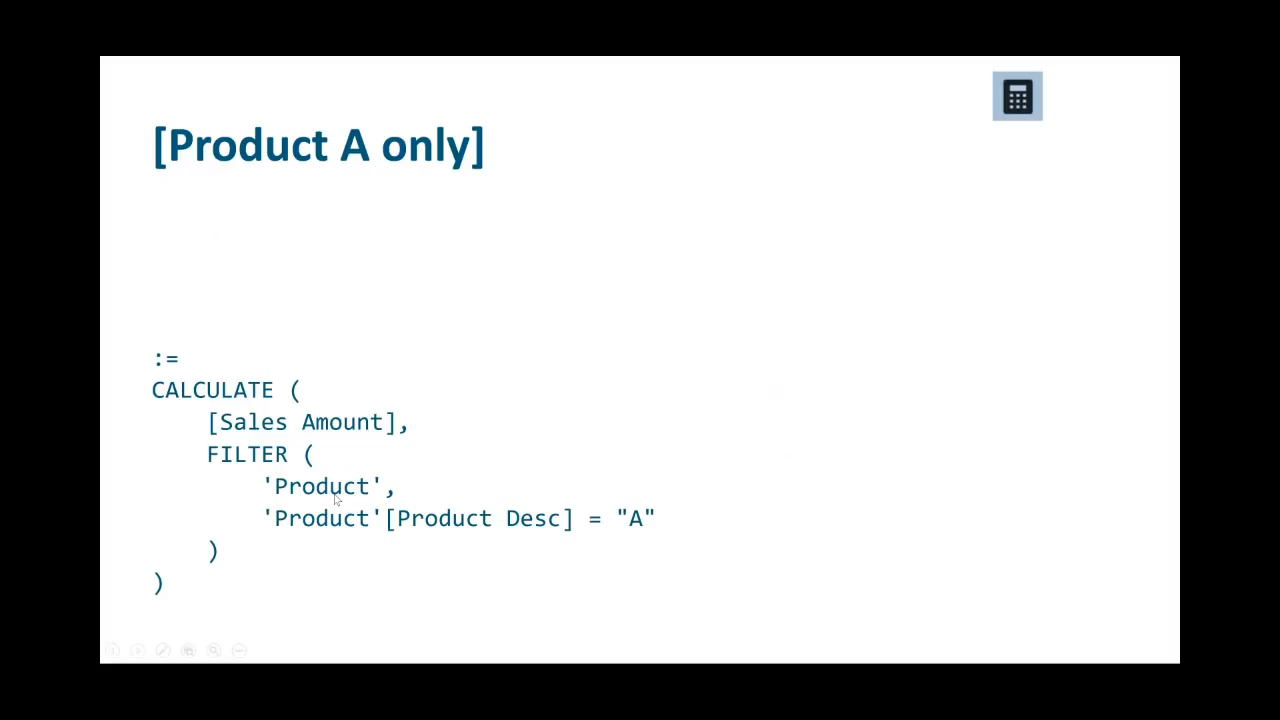 [Product A only]
:=
CALCULATE (
[Sales Amount],
FILTER (
'Product',
'Product'[Product Desc] = "A"
)
)